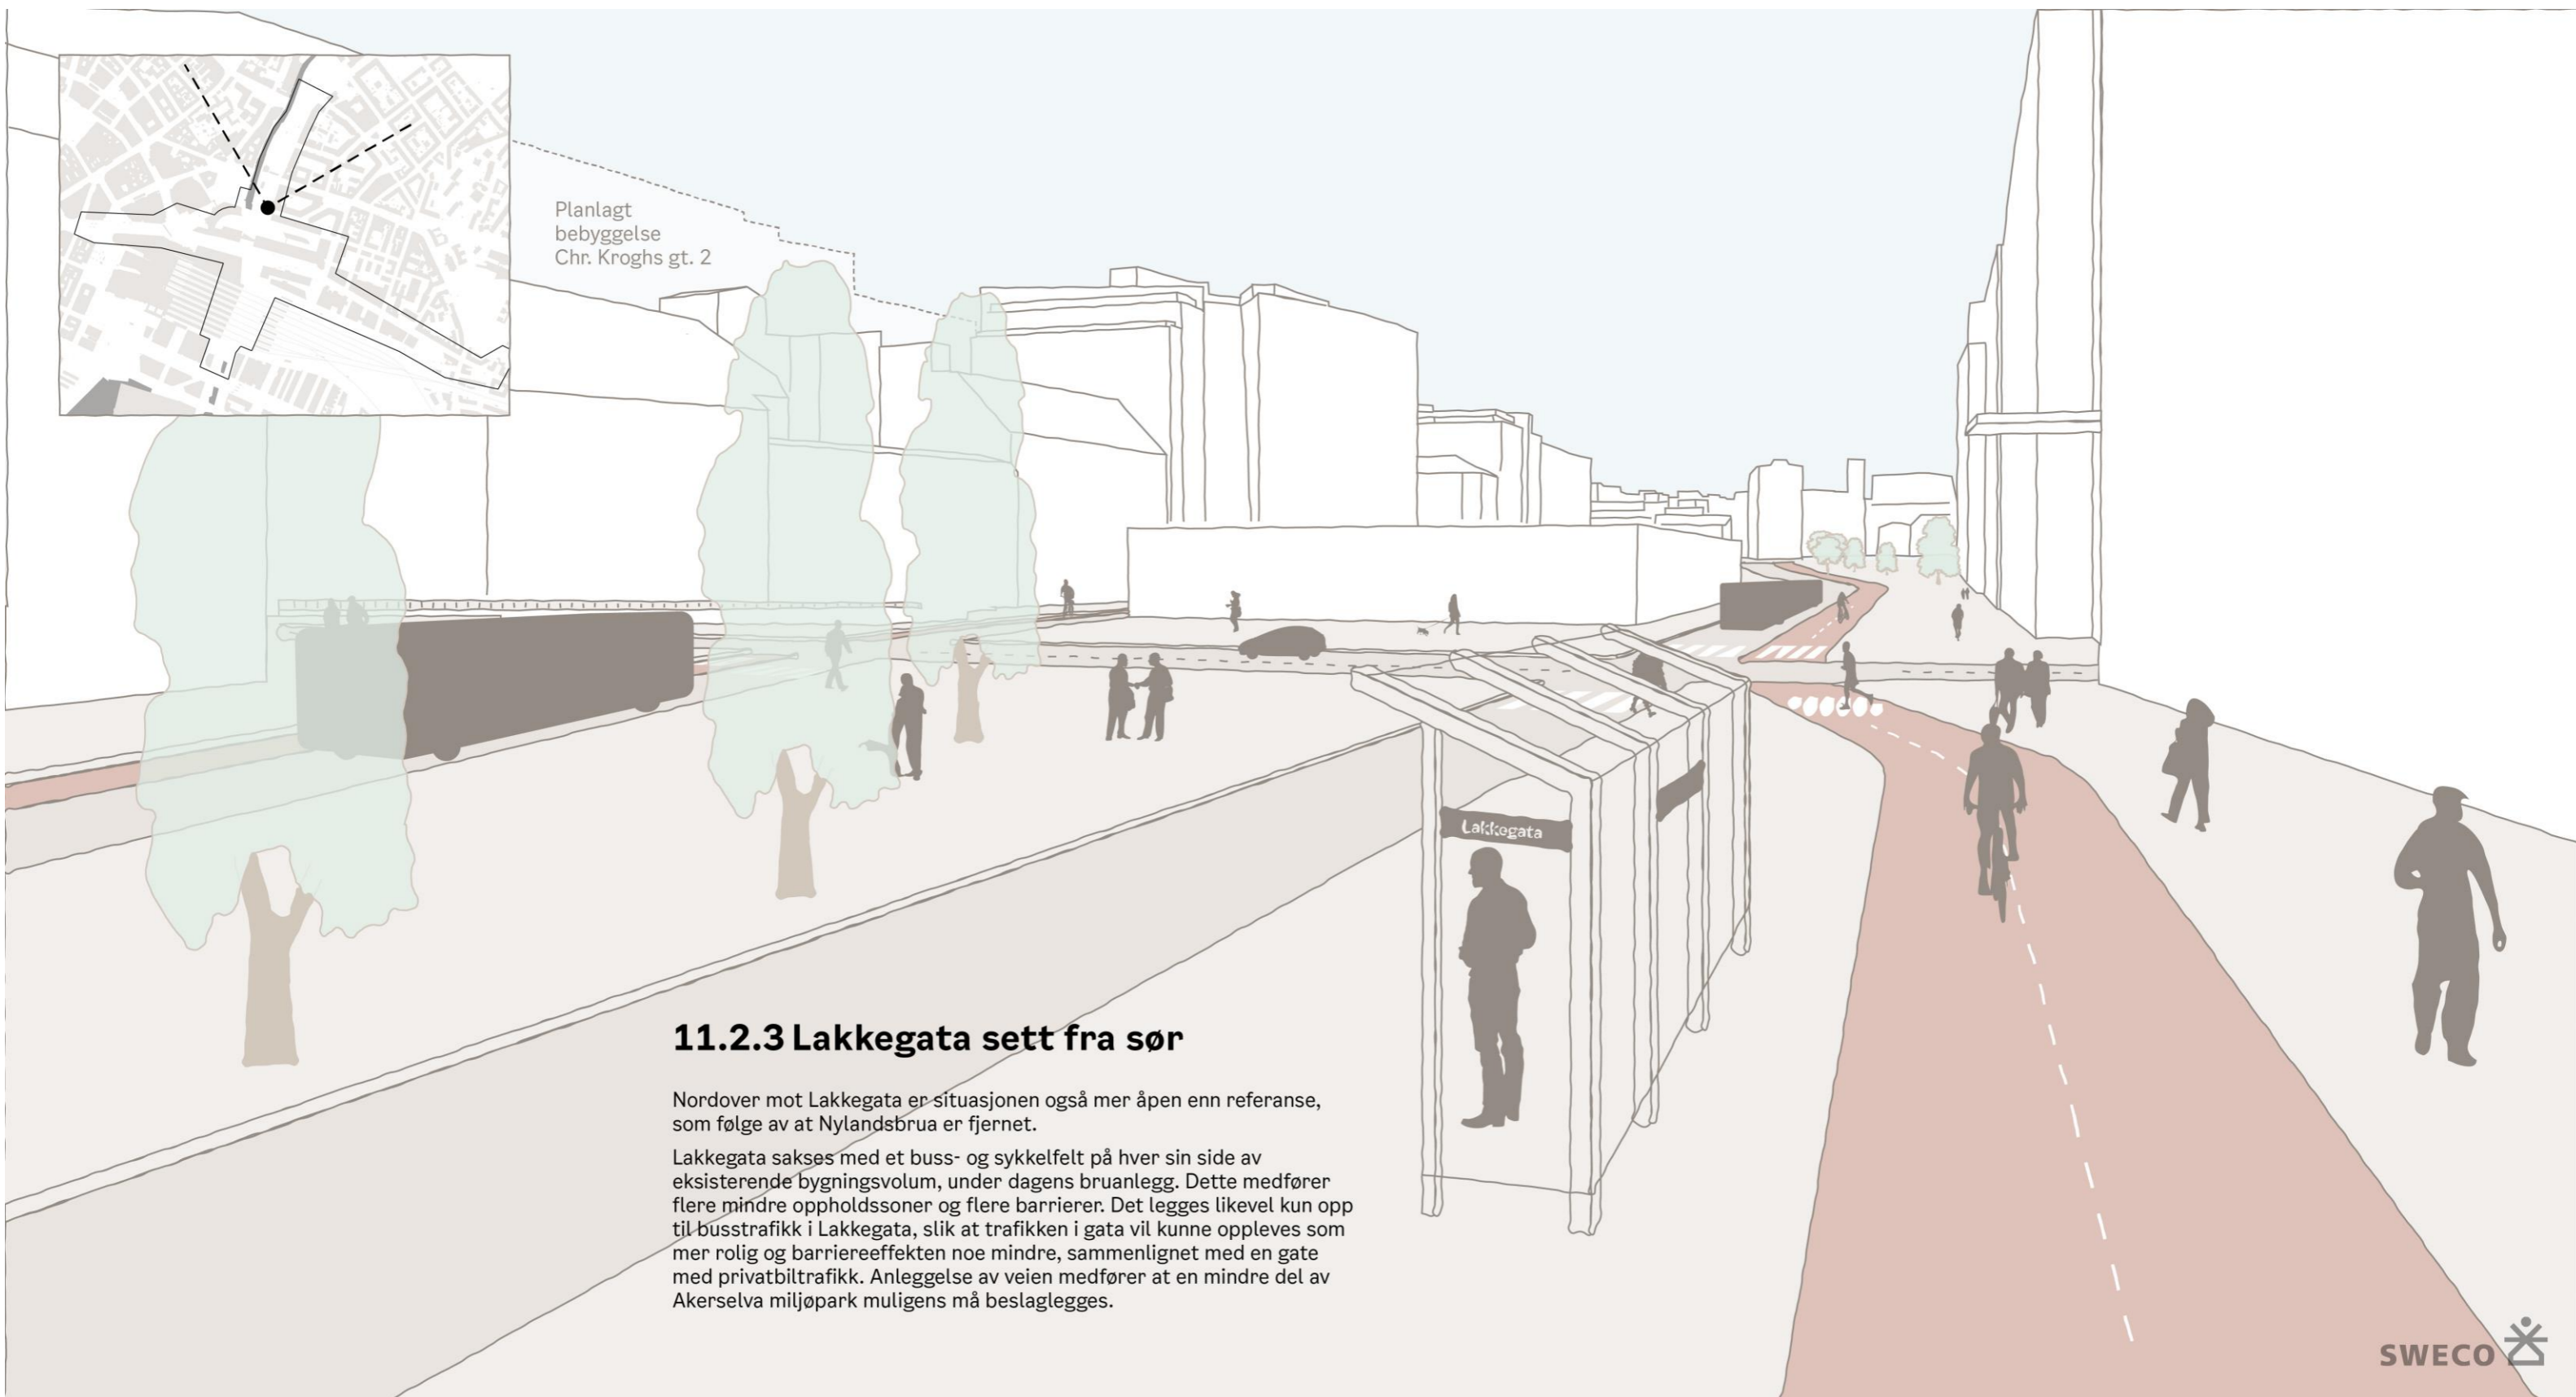 Planlagt
bebyggelse
Chr. Kroghs gt. 2
Lakkegata
11.2.3 Lakkegata sett fra sør
Nordover mot Lakkegata er situasjonen også mer åpen enn referanse,
som følge av at Nylandsbrua er fjernet.
Lakkegata sakses med et buss- og sykkelfelt på hver sin side av
eksisterende bygningsvolum, under dagens bruanlegg. Dette medfører
flere mindre oppholdssoner og flere barrierer. Det legges likevel kun opp
til busstrafikk i Lakkegata, slik at trafikken i gata vil kunne oppleves som
mer rolig og barriereeffekten noe mindre, sammenlignet med en gate
med privatbiltrafikk. Anleggelse av veien medfører at en mindre del av
Akerselva miljøpark muligens må beslaglegges.
SWECO